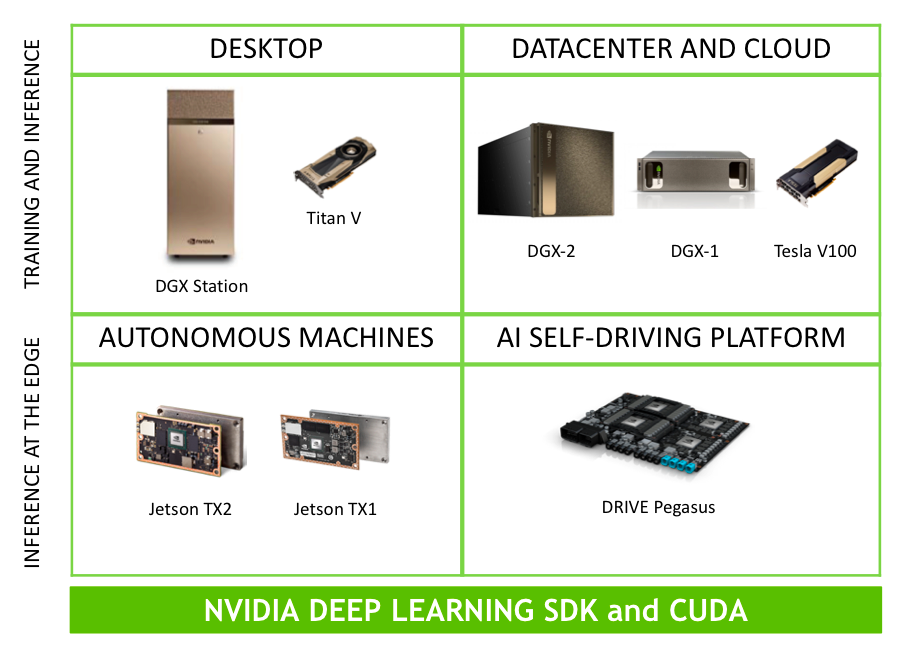 TRAINING AND INFERENCE
DESKTOP
DATACENTER AND CLOUD
NVIDIA
Titan V
DGX Station
DGX-2
DGX-1
Tesla V100
INFERENCE AT THE EDGE
AUTONOMOUS MACHINES
AI SELF-DRIVING PLATFORM
Jetson TX2
Jetson TX1
DRIVE Pegasus
NVIDIA DEEP LEARNING SDK and CUDA